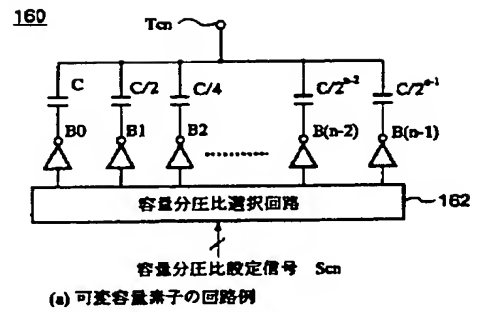 160
Tcn
C C/2 C/4 C/2ⁿ⁻² C/2ⁿ⁻¹
B0 B1 B2 ......... B(n-2) B(n-1)
容量分圧比選択回路
162
容量分圧比設定信号 Scn
(a) 可変容量素子の回路例